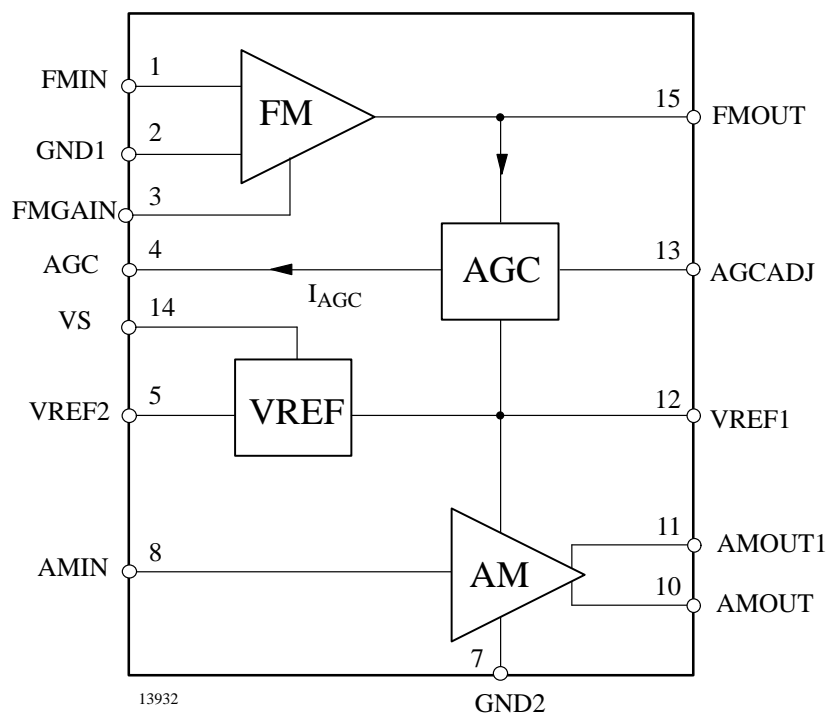 FMIN 1
FM
15 FMOUT
GND1 2
FMGAIN 3
AGC 4
IAGC
AGC
13 AGCADJ
VS 14
VREF2 5
VREF
12 VREF1
AMIN 8
AM
11 AMOUT1
10 AMOUT
7
GND2
13932